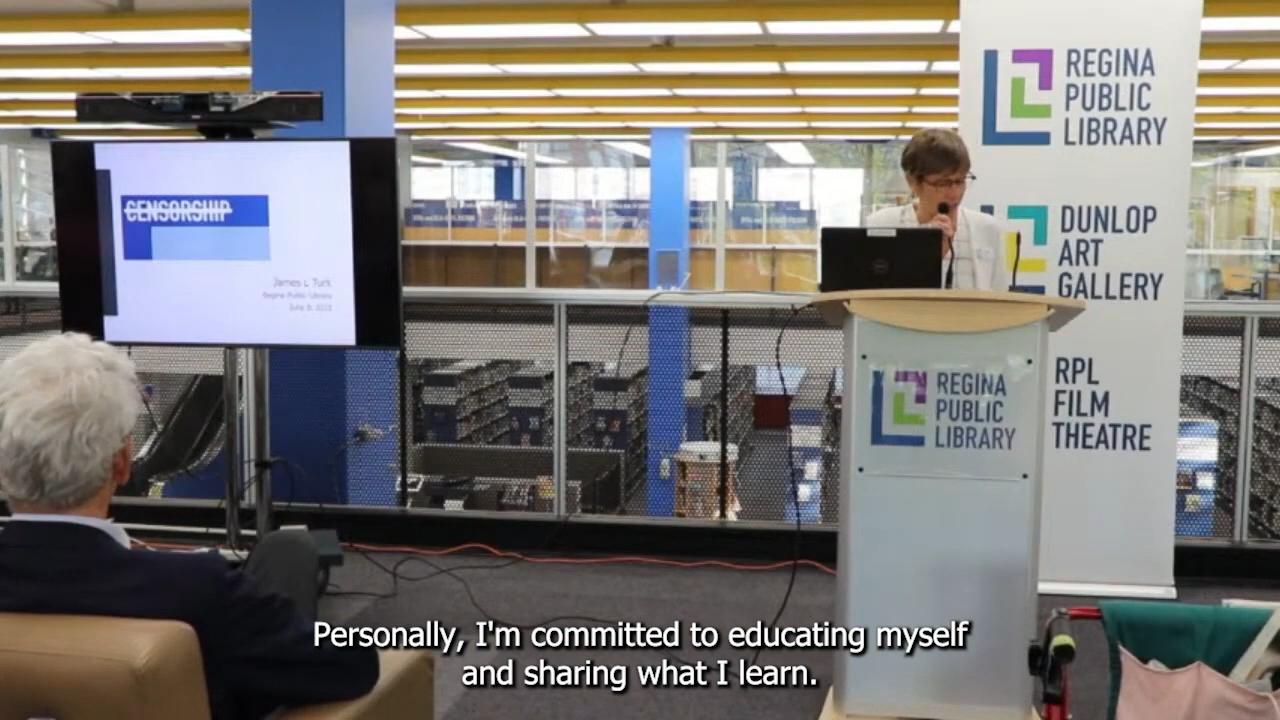 CENSORSHIP
James L Turk
Regina Public Library
REGINA
PUBLIC
LIBRARY
DUNLOP
ART
GALLERY
RPL
FILM
THEATRE
REGINA
PUBLIC
LIBRARY
DELL
Personally, I'm committed to educating myself
and sharing what I learn.